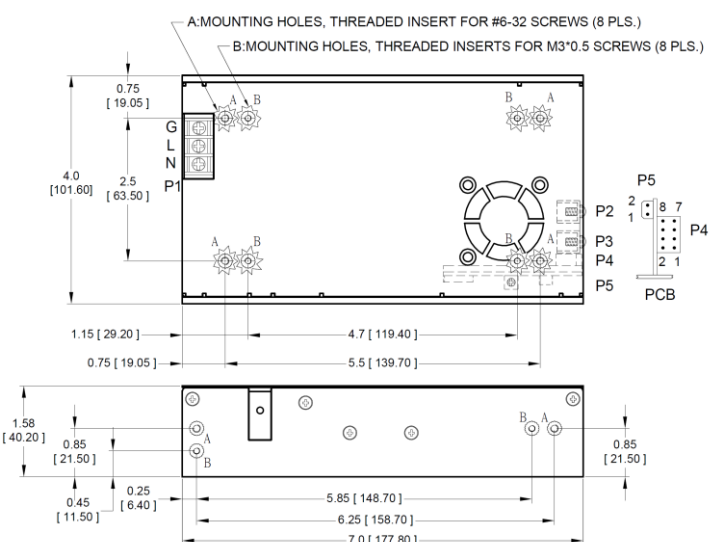 A:MOUNTING HOLES, THREADED INSERT FOR #6-32 SCREWS (8 PLS.)
B:MOUNTING HOLES, THREADED INSERTS FOR M3*0.5 SCREWS (8 PLS.)
0.75
[ 19.05]
A
B
B
A
G
L
N
P1
4.0
[101.60]
2.5
[ 63.50]
P2
P3
P4
P5
A
B
B
A
P5
2
1
8 7
2 1
P4
PCB
1.15 [ 29.20]
4.7 [ 119.40]
0.75 [ 19.05]
5.5 [ 139.70]
1.58
[ 40.20 ]
0.85
[ 21.50]
A
B
B
A
0.85
[ 21.50]
0.45
[ 11.50]
0.25
[ 6.40]
5.85 [ 148.70 ]
6.25 [ 158.70]
7.0 [ 177.80]